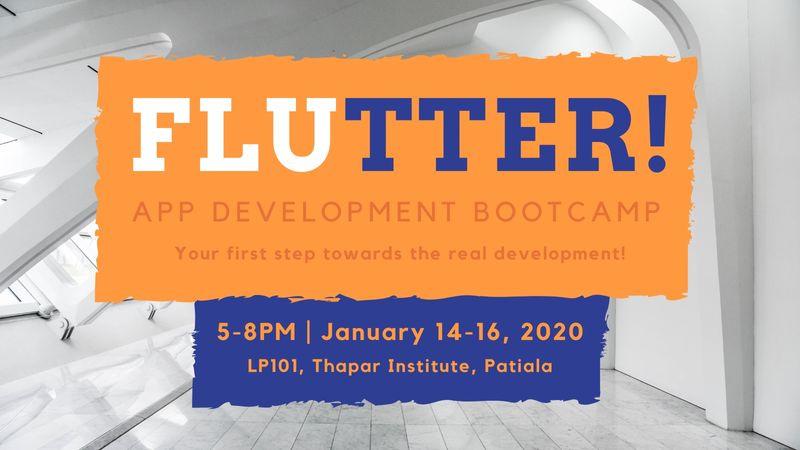 FLUTTER!
APP DEVELOPMENT BOOTCAMP
Your first step towards the real development!
5-8PM | January 14-16, 2020
LP101, Thapar Institute, Patiala